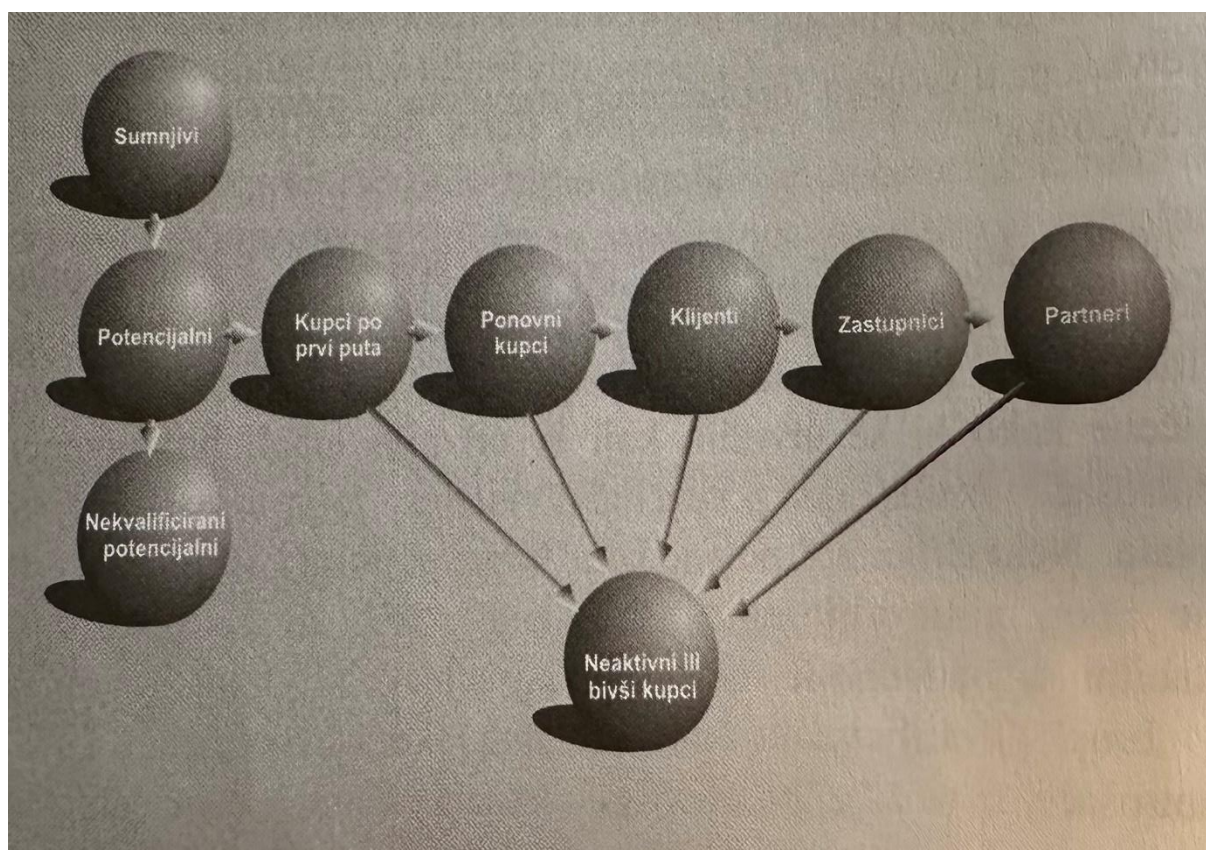 Sumnjivi
Potencijalni
Kupci po
prvi puta
Ponovni
kupci
Klijenti
Zastupnici
Partneri
Nekvalificirani
potencijalni
Neaktivni ili
bivši kupci